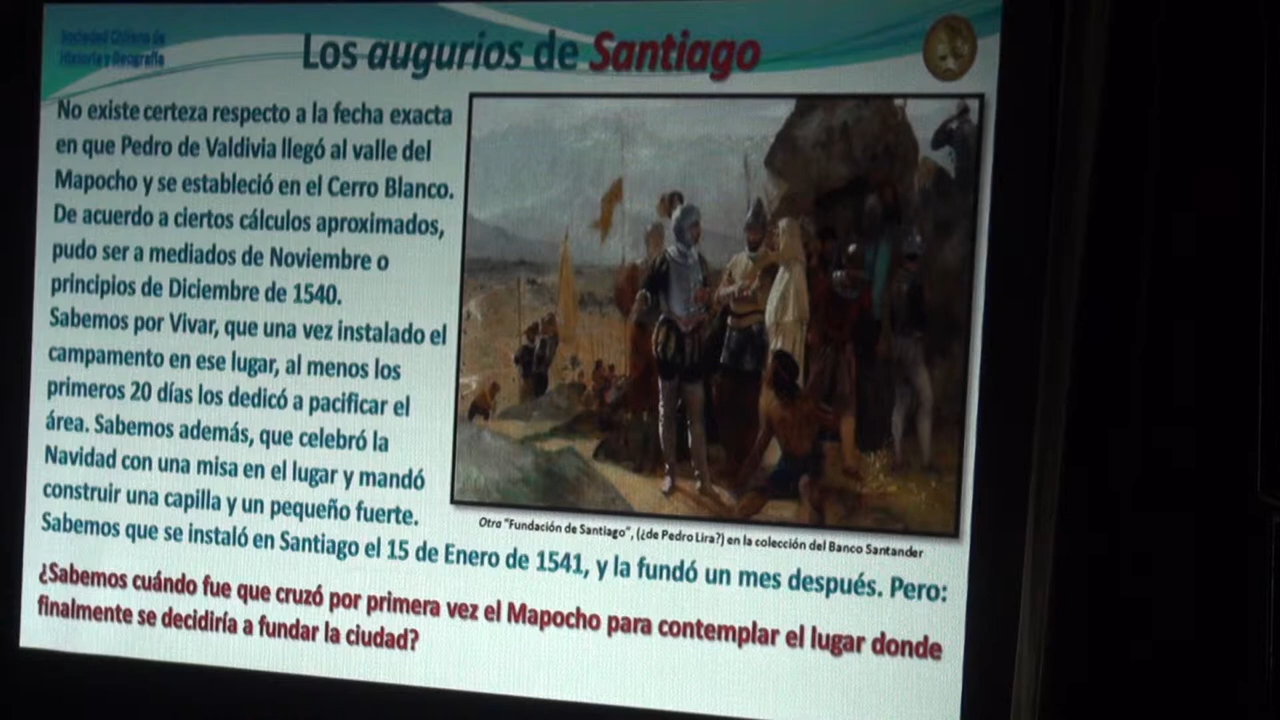 Sociedad Chilena de
Historia y Geografía
Los augurios de Santiago
No existe certeza respecto a la fecha exacta
en que Pedro de Valdivia llegó al valle del
Mapocho y se estableció en el Cerro Blanco.
De acuerdo a ciertos cálculos aproximados,
pudo ser a mediados de Noviembre o
principios de Diciembre de 1540.
Sabemos por Vivar, que una vez instalado el
campamento en ese lugar, al menos los
primeros 20 días los dedicó a pacificar el
área. Sabemos además, que celebró la
Navidad con una misa en el lugar y mandó
construir una capilla y un pequeño fuerte.
Otra "Fundación de Santiago", (¿de Pedro Lira?) en la colección del Banco Santander
Sabemos que se instaló en Santiago el 15 de Enero de 1541, y la fundó un mes después. Pero:
¿Sabemos cuándo fue que cruzó por primera vez el Mapocho para contemplar el lugar donde
finalmente se decidiría a fundar la ciudad?